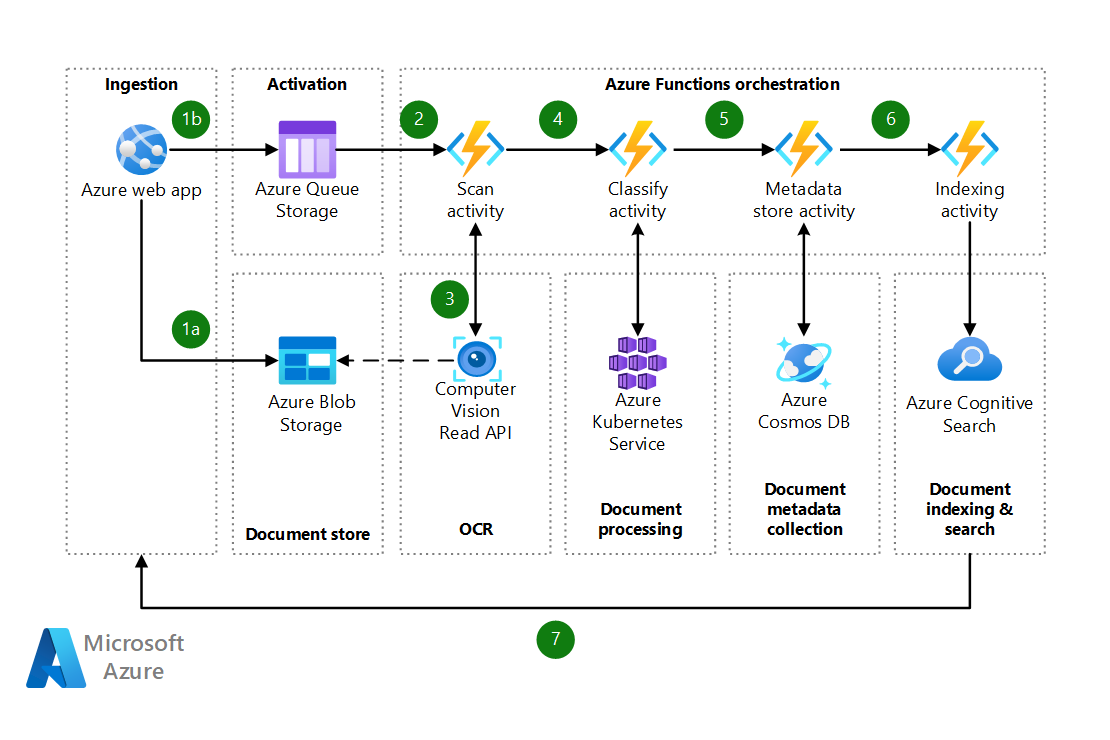 Ingestion
Activation
Azure Functions orchestration
1b
2
4
5
6
Azure web app
Azure Queue
Storage
Scan
activity
Classify
activity
Metadata
store activity
Indexing
activity
3
1a
Azure Blob
Storage
Computer
Vision
Read API
Azure
Kubernetes
Service
Azure
Cosmos DB
Azure Cognitive
Search
Document store
OCR
Document
processing
Document
metadata
collection
Document
indexing &
search
7
Microsoft
Azure